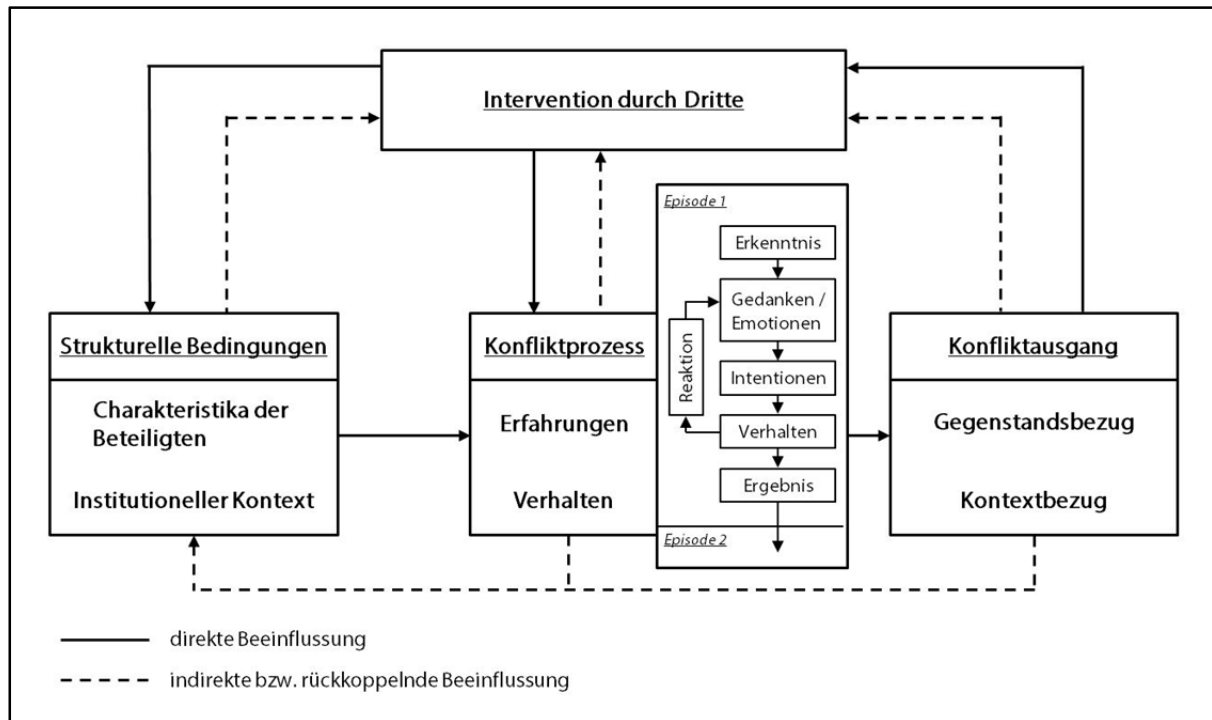 Intervention durch Dritte
Strukturelle Bedingungen
Charakteristika der
Beteiligten
Institutioneller Kontext
Konfliktprozess
Erfahrungen
Verhalten
Episode 1
Erkenntnis
Gedanken /
Emotionen
Reaktion
Intentionen
Verhalten
Ergebnis
Episode 2
Konfliktausgang
Gegenstandsbezug
Kontextbezug
direkte Beeinflussung
indirekte bzw. rückkoppelnde Beeinflussung